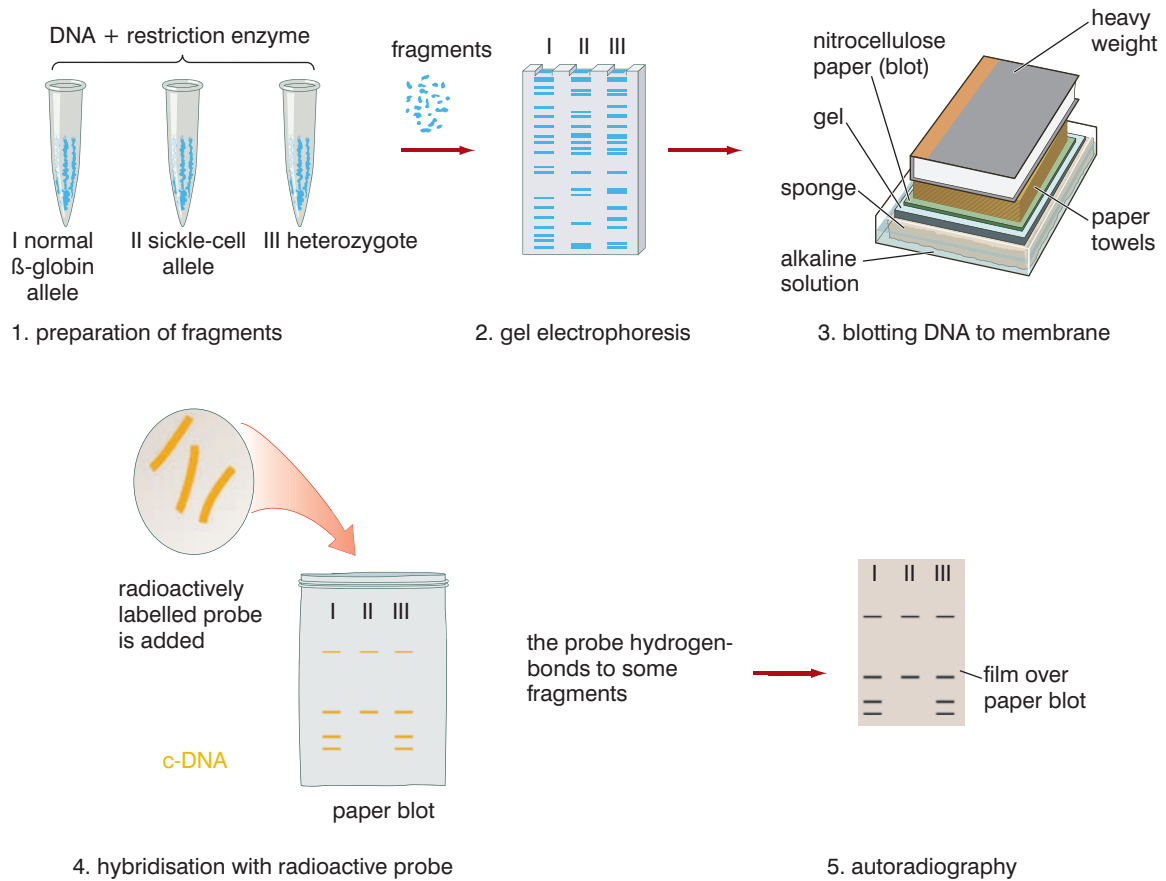 DNA + restriction enzyme
I normal
ß-globin
allele
II sickle-cell
allele
III heterozygote
1. preparation of fragments
fragments
I II III
2. gel electrophoresis
nitrocellulose
paper (blot)
gel
sponge
alkaline
solution
heavy
weight
paper
towels
3. blotting DNA to membrane
radioactively
labelled probe
is added
c-DNA
I II III
paper blot
4. hybridisation with radioactive probe
the probe hydrogen-
bonds to some
fragments
I II III
film over
paper blot
5. autoradiography